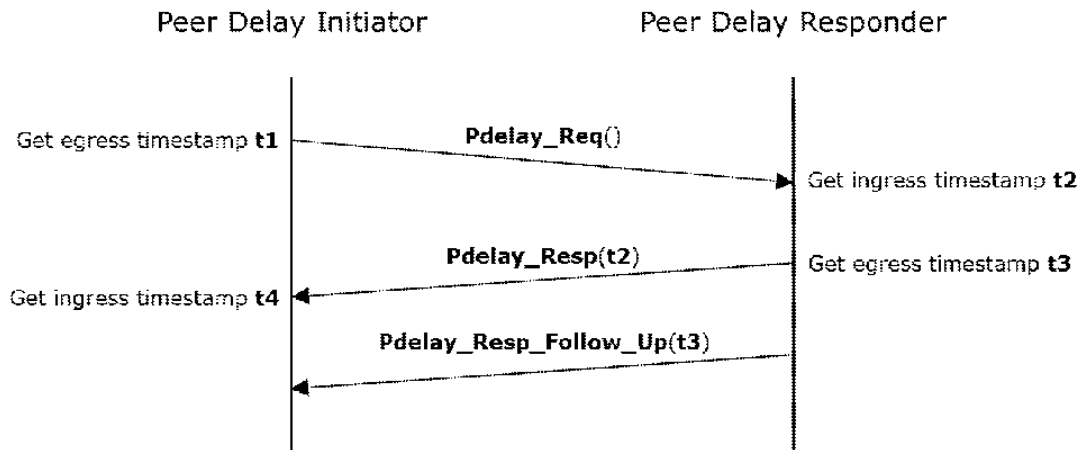 Peer Delay Initiator
Peer Delay Responder
Get egress timestamp t1
Pdelay_Req()
Get ingress timestamp t2
Pdelay_Resp(t2)
Get egress timestamp t3
Get ingress timestamp t4
Pdelay_Resp_Follow_Up(t3)